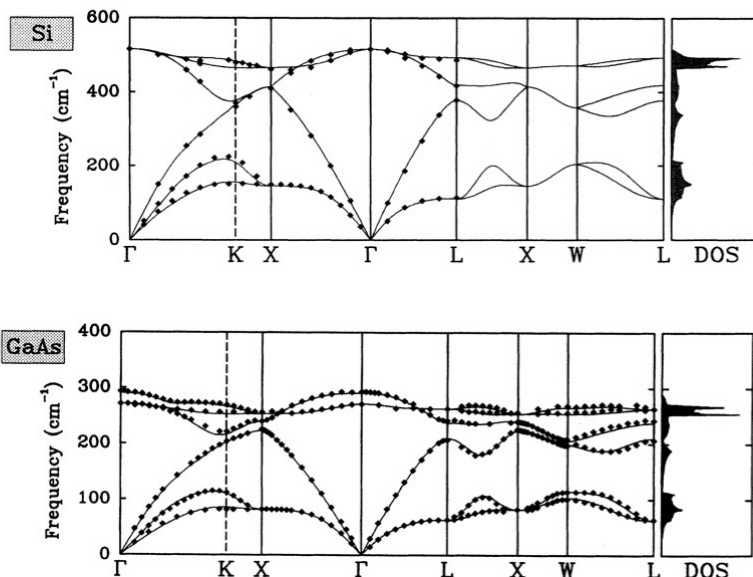 Si
600
400
200
0
Frequency (cm⁻¹)
Γ K X Γ L X W L DOS
GaAs
400
300
200
100
0
Frequency (cm⁻¹)
Γ K X Γ L X W L DOS